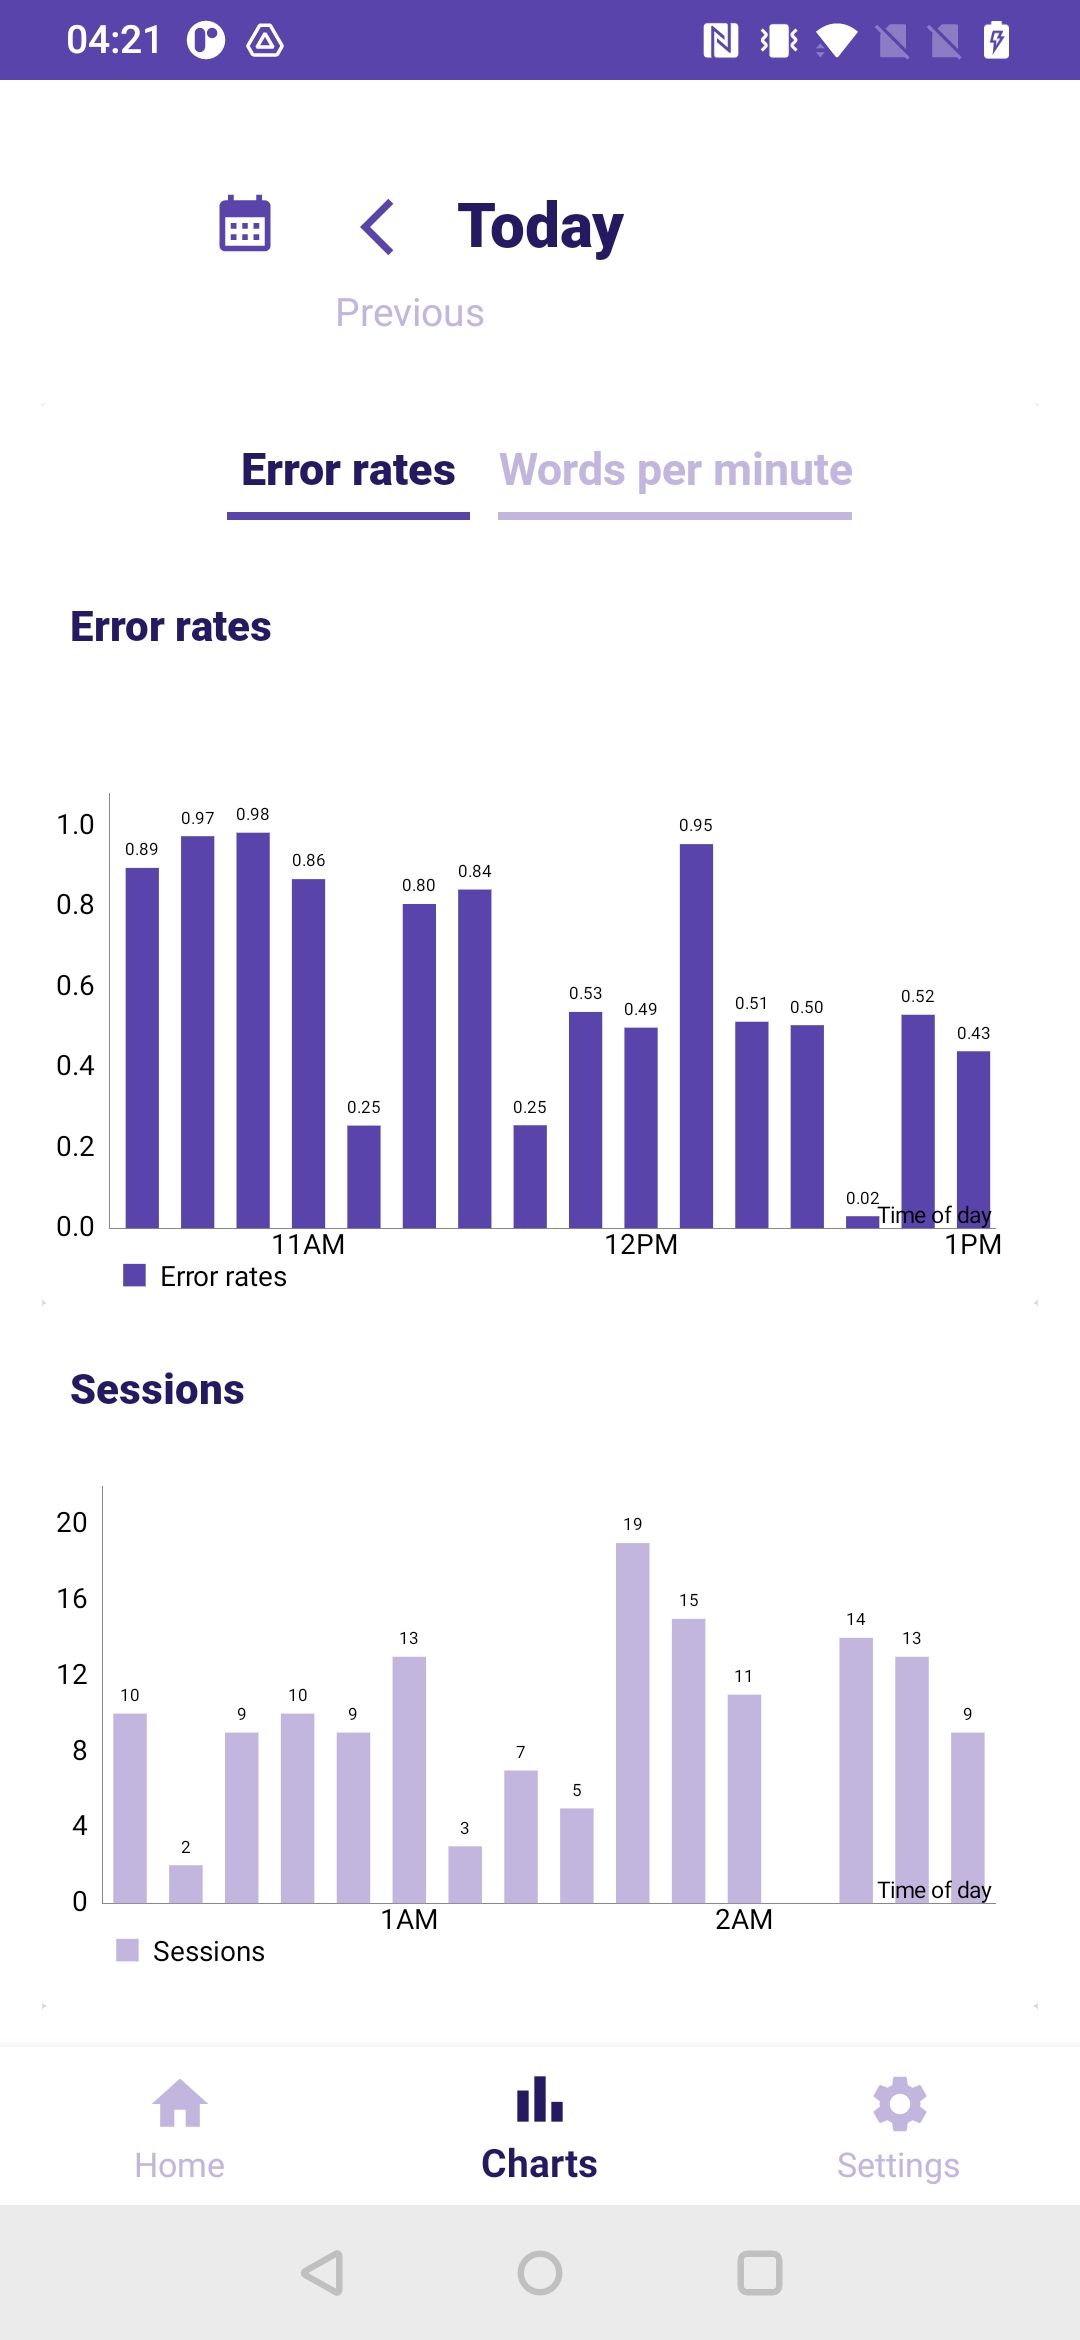 04:21
Today
Previous
Error rates Words per minute
Error rates
1.0
0.8
0.6
0.4
0.2
0.0
0.89 0.97 0.98 0.86 0.25 0.80 0.84 0.25 0.53 0.49 0.95 0.51 0.50 0.02 0.52 0.43
Time of day
11AM 12PM 1PM
Error rates
Sessions
20
16
12
8
4
0
10 2 9 10 9 13 3 7 5 19 15 11 14 13 9
Time of day
1AM 2AM
Sessions
Home Charts Settings